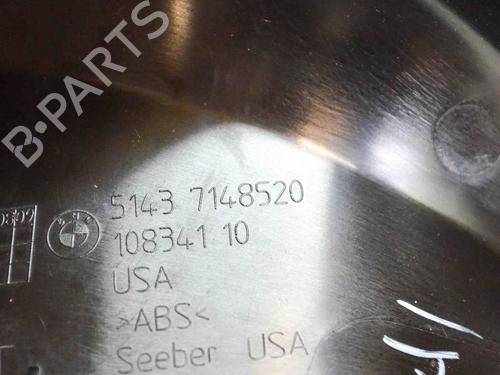 B·PARTS
5143 7148520
108341 10
USA
>ABS<
Seeber USA